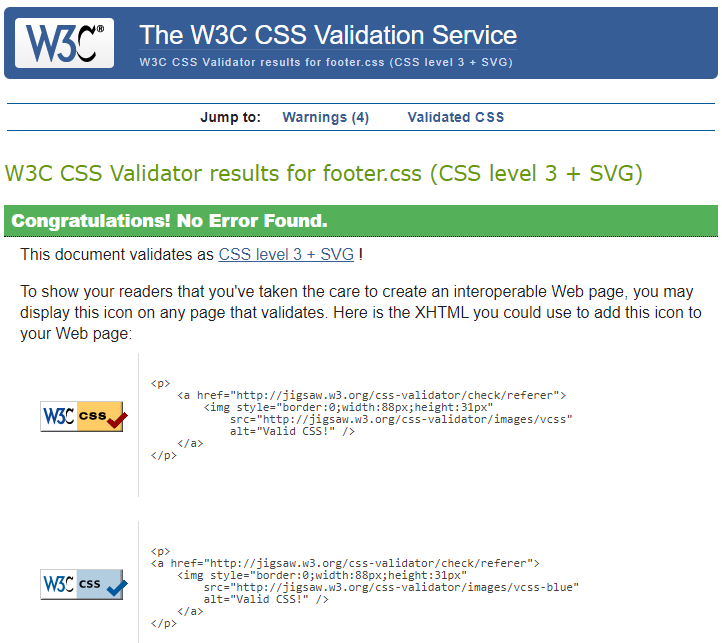 W3C®
The W3C CSS Validation Service
W3C CSS Validator results for footer.css (CSS level 3 + SVG)
Jump to: Warnings (4) Validated CSS
W3C CSS Validator results for footer.css (CSS level 3 + SVG)
Congratulations! No Error Found.
This document validates as CSS level 3 + SVG !
To show your readers that you've taken the care to create an interoperable Web page, you may
display this icon on any page that validates. Here is the XHTML you could use to add this icon to
your Web page:
W3C css
<p>
    <a href="http://jigsaw.w3.org/css-validator/check/referer">
        <img style="border:0;width:88px;height:31px"
            src="http://jigsaw.w3.org/css-validator/images/vcss"
            alt="Valid CSS!" />
    </a>
</p>
W3C css
<p>
<a href="http://jigsaw.w3.org/css-validator/check/referer">
    <img style="border:0;width:88px;height:31px"
        src="http://jigsaw.w3.org/css-validator/images/vcss-blue"
        alt="Valid CSS!" />
    </a>
</p>